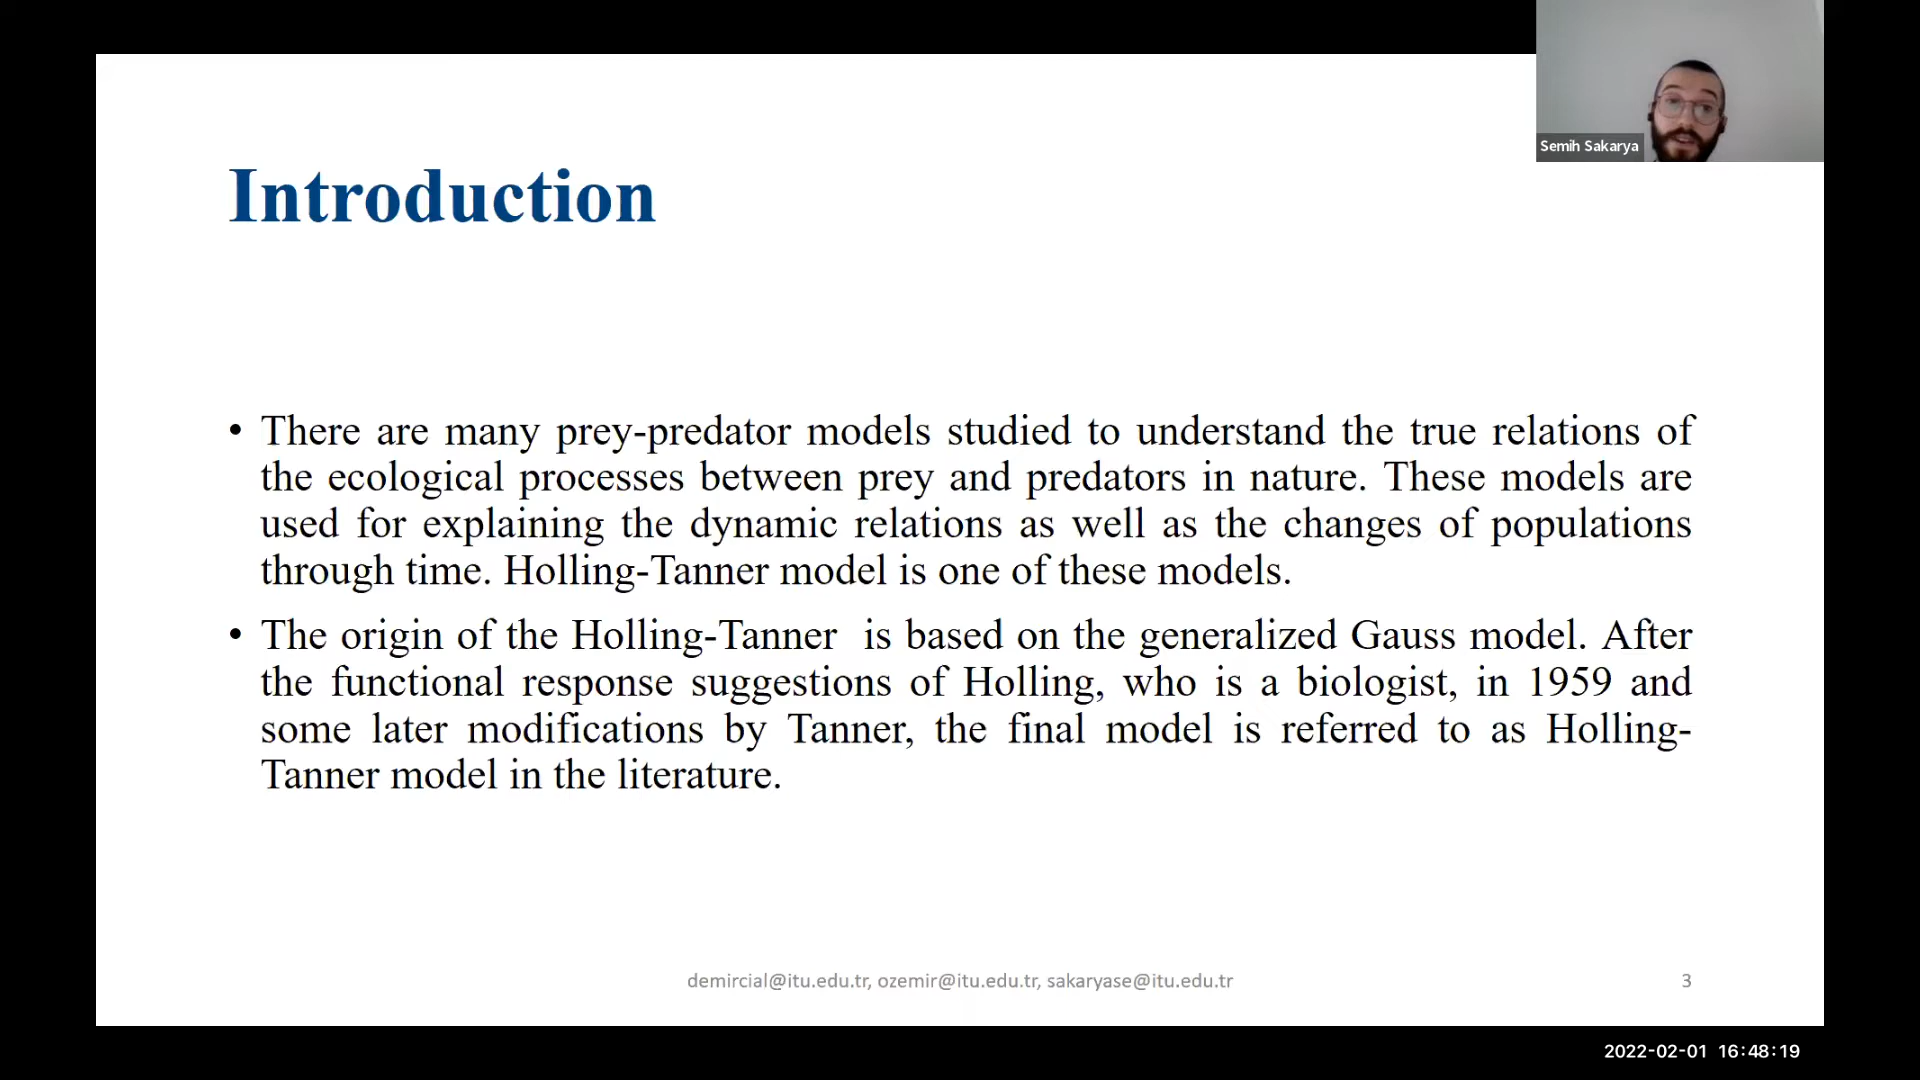 Semih Sakarya
Introduction
• There are many prey-predator models studied to understand the true relations of
the ecological processes between prey and predators in nature. These models are
used for explaining the dynamic relations as well as the changes of populations
through time. Holling-Tanner model is one of these models.
• The origin of the Holling-Tanner  is based on the generalized Gauss model. After
the functional response suggestions of Holling, who is a biologist, in 1959 and
some later modifications by Tanner, the final model is referred to as Holling-
Tanner model in the literature.
demircial@itu.edu.tr, ozemir@itu.edu.tr, sakaryase@itu.edu.tr
3
2022-02-01 16:48:19